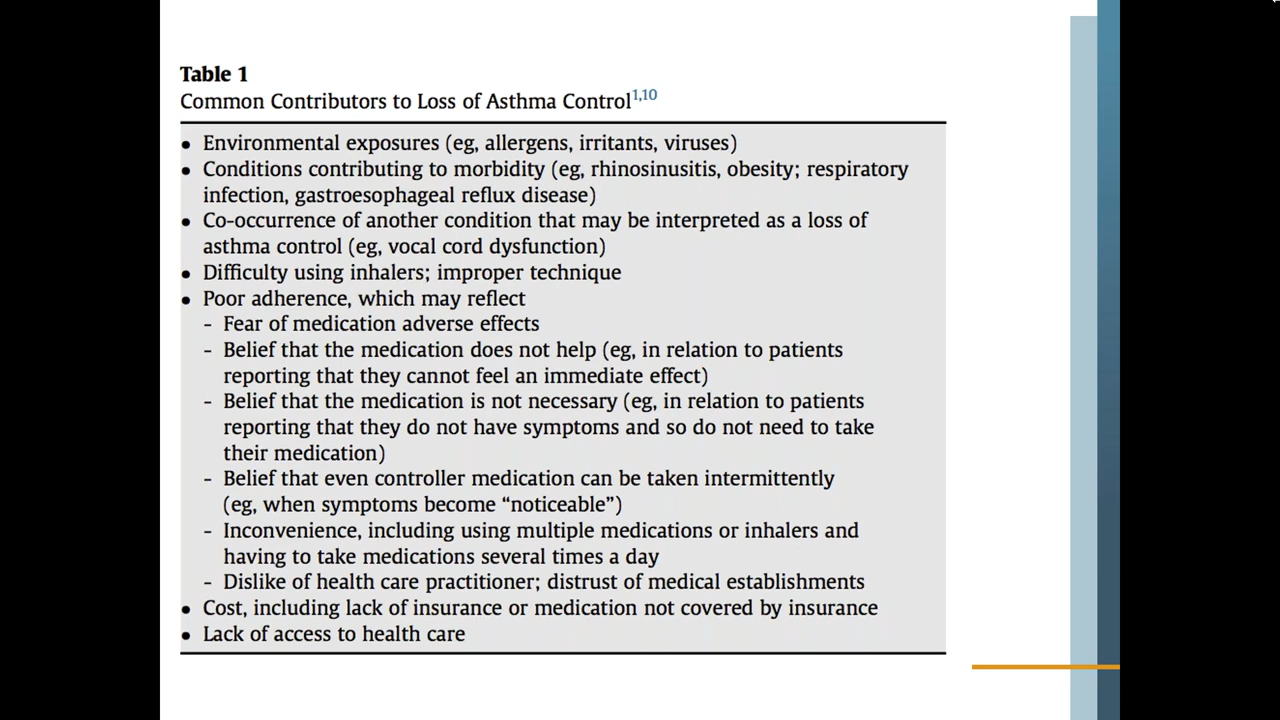 Table 1
Common Contributors to Loss of Asthma Control1,10
• Environmental exposures (eg, allergens, irritants, viruses)
• Conditions contributing to morbidity (eg, rhinosinusitis, obesity; respiratory
infection, gastroesophageal reflux disease)
• Co-occurrence of another condition that may be interpreted as a loss of
asthma control (eg, vocal cord dysfunction)
• Difficulty using inhalers; improper technique
• Poor adherence, which may reflect
- Fear of medication adverse effects
- Belief that the medication does not help (eg, in relation to patients
reporting that they cannot feel an immediate effect)
- Belief that the medication is not necessary (eg, in relation to patients
reporting that they do not have symptoms and so do not need to take
their medication)
- Belief that even controller medication can be taken intermittently
(eg, when symptoms become “noticeable”)
- Inconvenience, including using multiple medications or inhalers and
having to take medications several times a day
- Dislike of health care practitioner; distrust of medical establishments
• Cost, including lack of insurance or medication not covered by insurance
• Lack of access to health care